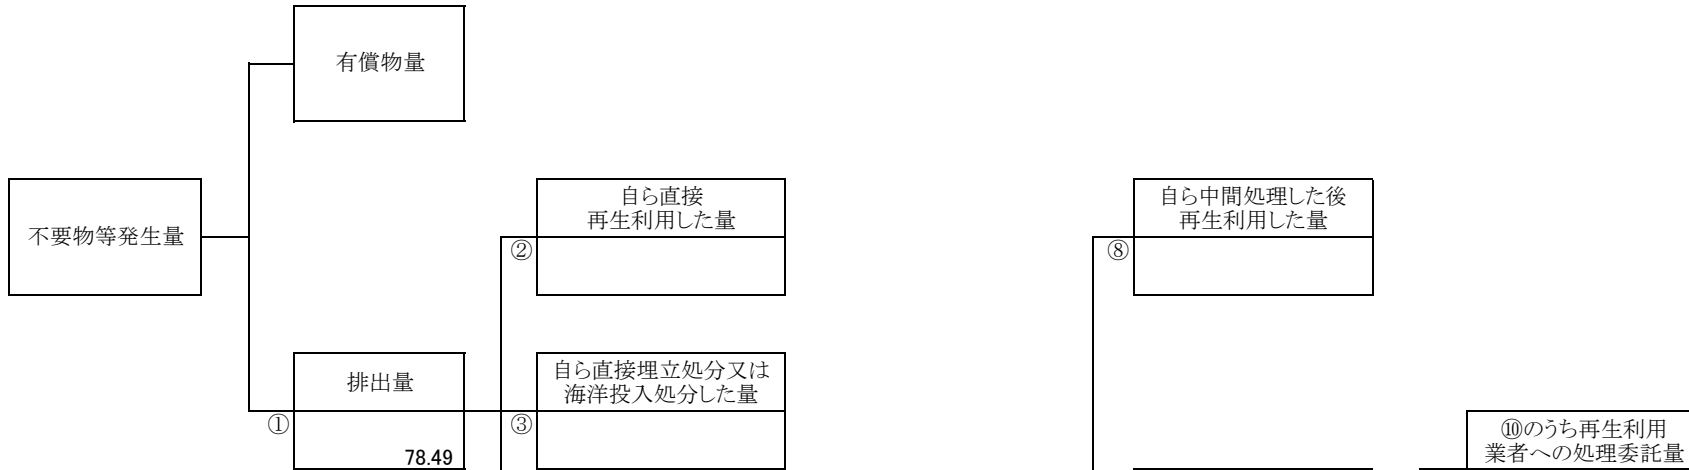 有償物量
不要物等発生量
自ら直接
再生利用した量
②
自ら中間処理した後
再生利用した量
⑧
排出量
①
78.49
自ら直接埋立処分又は
海洋投入処分した量
③
⑩のうち再生利用
業者への処理委託量